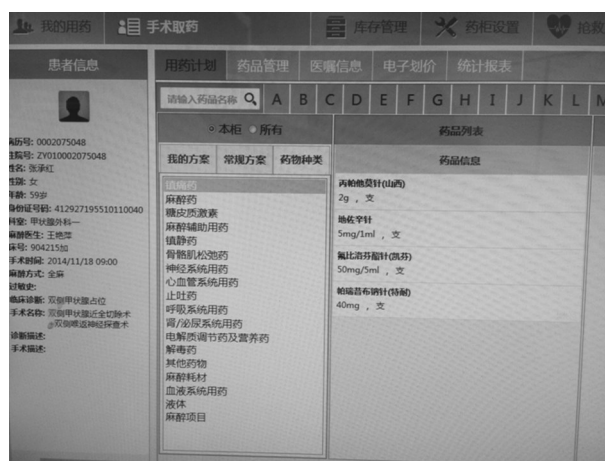 我的用药
手术取药
库存管理
药柜设置
抢救
患者信息
用药计划
药品管理
医嘱信息
电子划价
统计报表
请输入药品名称
A B C D E F G H I J K L
本柜 所有
药品列表
我的方案 常规方案 药物种类
药品信息
病历号: 0002075048
住院号: ZY010002075048
姓名: 张承红
性别: 女
年龄: 59岁
身份证号码: 412927195510110040
科室: 甲状腺外科一
麻醉医生: 王艳萍
床号: 904215加
手术时间: 2014/11/18 09:00
麻醉方式: 全麻
过敏史:
临床诊断: 双侧甲状腺占位
手术名称: 双侧甲状腺近全切除术
@双侧喉返神经探查术
诊断描述:
手术描述:
镇痛药
麻醉药
糖皮质激素
麻醉辅助用药
镇静药
骨骼肌松弛药
神经系统用药
心血管系统用药
止吐药
呼吸系统用药
肾/泌尿系统用药
电解质调节药及营养药
解毒药
其他药物
麻醉耗材
血液系统用药
液体
麻醉项目
丙帕他莫针(山西)
2g , 支
地佐辛针
5mg/1ml , 支
氟比洛芬酯针(凯芬)
50mg/5ml , 支
帕瑞昔布钠针(特耐)
40mg , 支